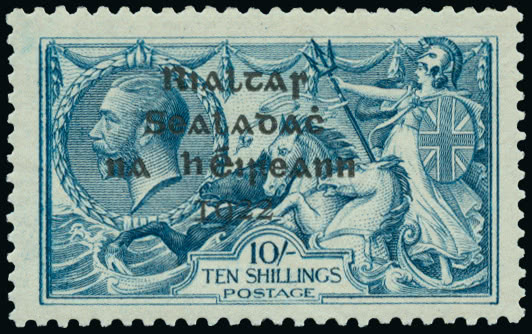 Rialtas
Sealadaċ
na hÉireann
1922
10/-
TEN SHILLINGS
POSTAGE